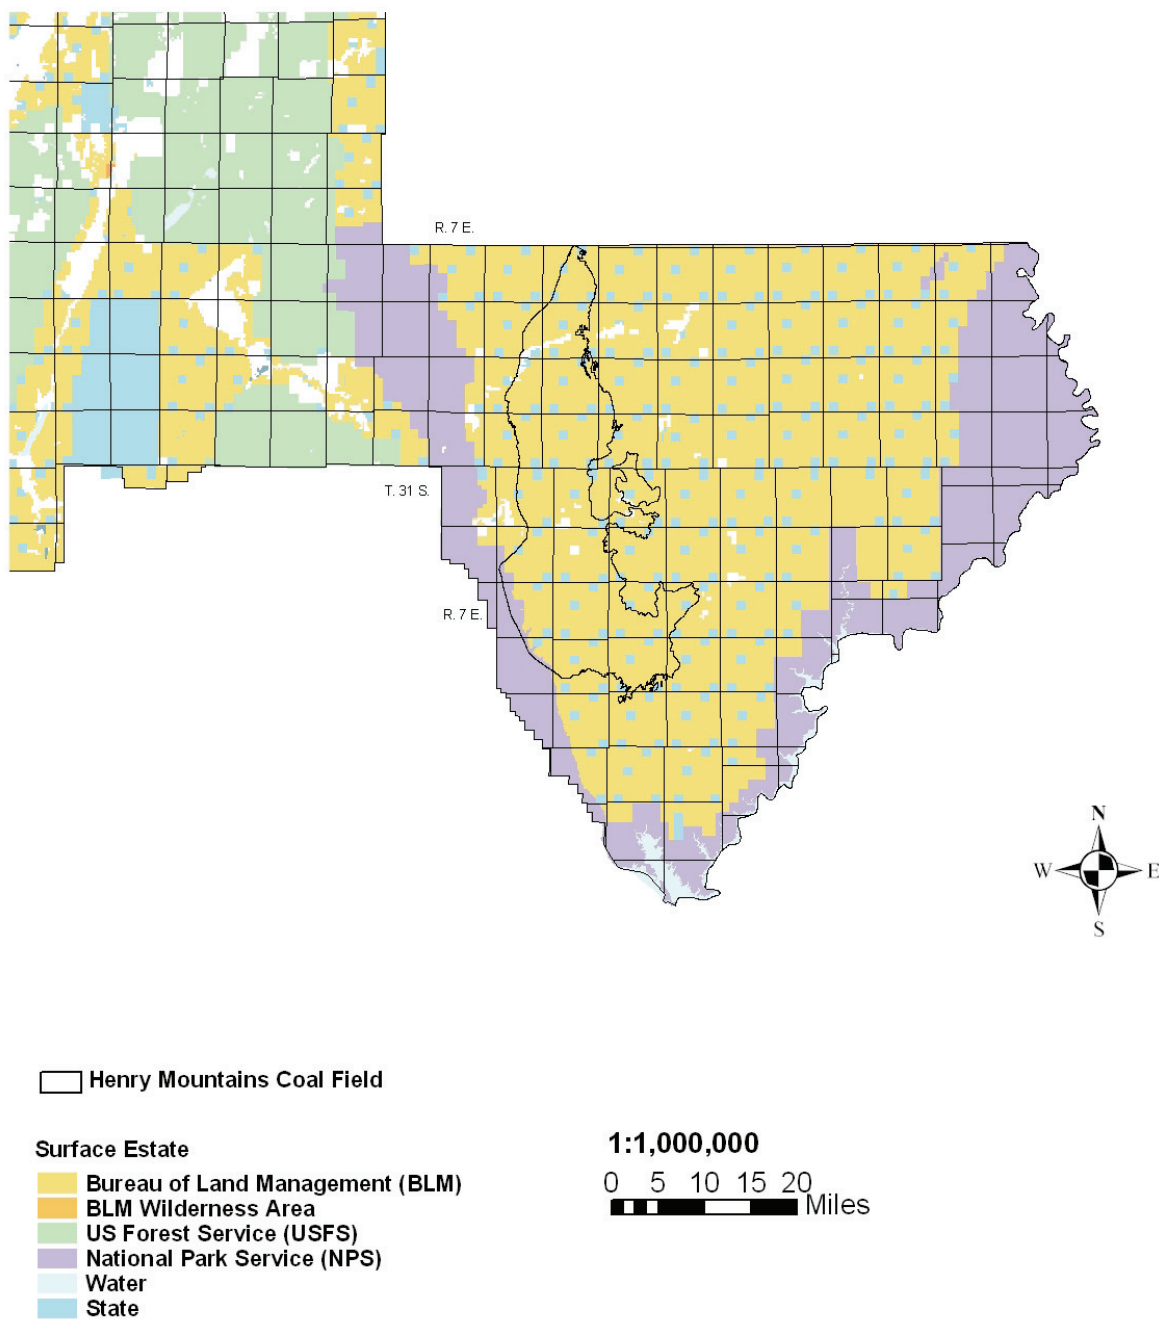 R. 7 E.
T. 31 S.
R. 7 E.
N
W
E
S
Henry Mountains Coal Field
Surface Estate
Bureau of Land Management (BLM)
BLM Wilderness Area
US Forest Service (USFS)
National Park Service (NPS)
Water
State
1:1,000,000
0 5 10 15 20
Miles